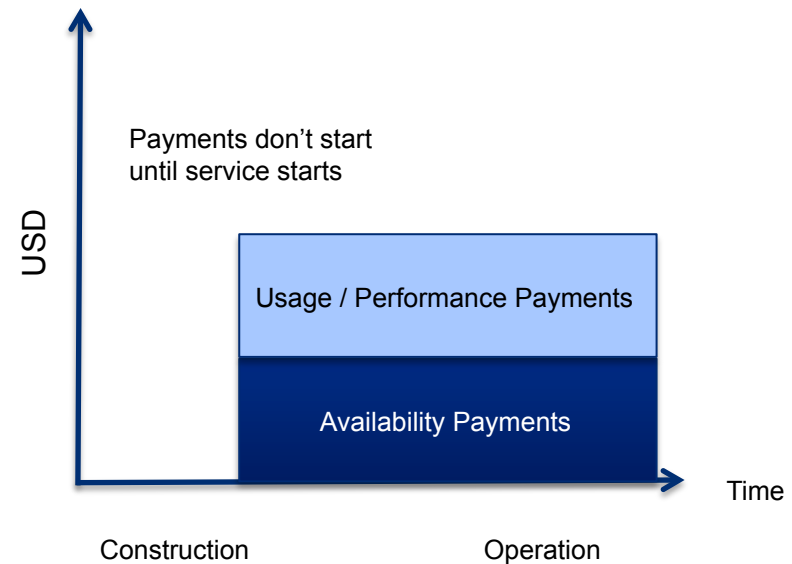 Payments don’t start
until service starts
USD
Usage / Performance Payments
Availability Payments
Time
Construction
Operation